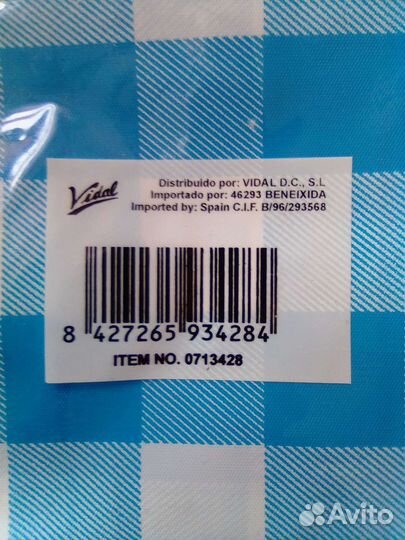 Vidal
Distribuido por: VIDAL D.C., S.L
Importado por: 46293 BENEIXIDA
Imported by: Spain C.I.F. B/96/293568
8 427265 934284
ITEM NO. 0713428
Avito